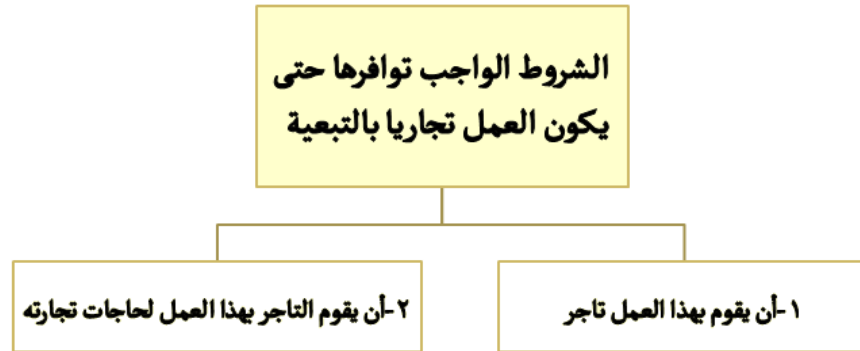 الشروط الواجب توافرها حتى
يكون العمل تجاريا بالتبعية
١-أن يقوم بهذا العمل تاجر
٢-أن يقوم التاجر بهذا العمل لحاجات تجارته